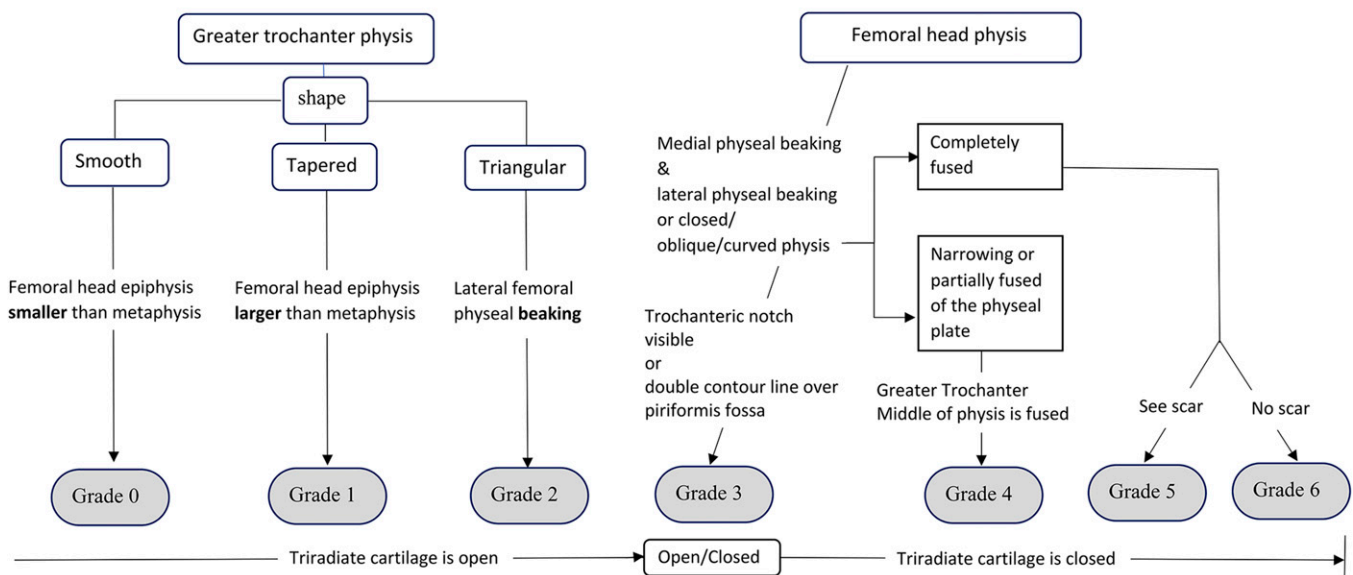 Greater trochanter physis
shape
Smooth
Tapered
Triangular
Femoral head epiphysis
smaller than metaphysis
Femoral head epiphysis
larger than metaphysis
Lateral femoral
physeal beaking
Grade 0
Grade 1
Grade 2
Femoral head physis
Medial physeal beaking
&
lateral physeal beaking
or closed/
oblique/curved physis
Completely
fused
Narrowing or
partially fused
of the physeal
plate
Trochanteric notch
visible
or
double contour line over
piriformis fossa
Greater Trochanter
Middle of physis is fused
See scar
No scar
Grade 3
Grade 4
Grade 5
Grade 6
Triradiate cartilage is open
Open/Closed
Triradiate cartilage is closed